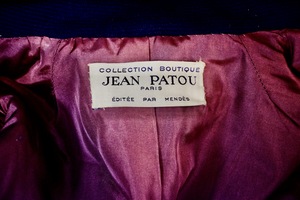 COLLECTION BOUTIQUE
JEAN PATOU
PARIS
ÉDITÉE PAR MENDÈS